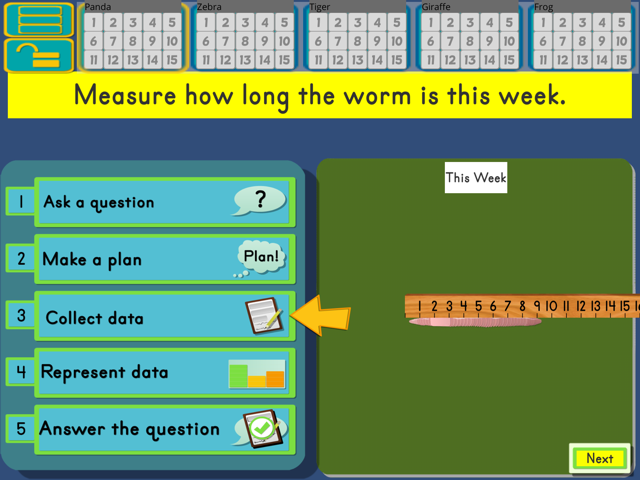 Panda Zebra Tiger Giraffe Frog
1 2 3 4 5 1 2 3 4 5 1 2 3 4 5 1 2 3 4 5 1 2 3 4 5
6 7 8 9 10 6 7 8 9 10 6 7 8 9 10 6 7 8 9 10 6 7 8 9 10
11 12 13 14 15 11 12 13 14 15 11 12 13 14 15 11 12 13 14 15 11 12 13 14 15
Measure how long the worm is this week.
1 Ask a question ?
2 Make a plan Plan!
3 Collect data
4 Represent data
5 Answer the question
This Week
1 2 3 4 5 6 7 8 9 10 11 12 13 14 15
Next